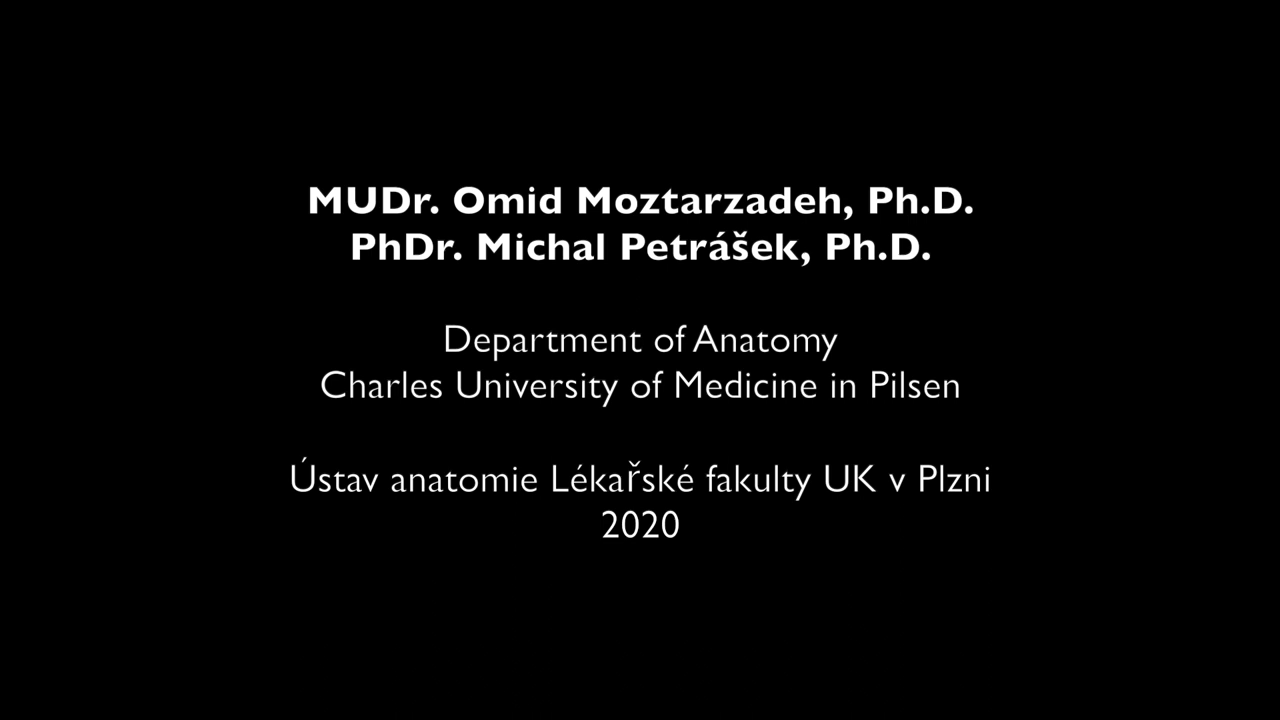 MUDr. Omid Moztarzadeh, Ph.D.
PhDr. Michal Petrášek, Ph.D.
Department of Anatomy
Charles University of Medicine in Pilsen
Ústav anatomie Lékařské fakulty UK v Plzni
2020